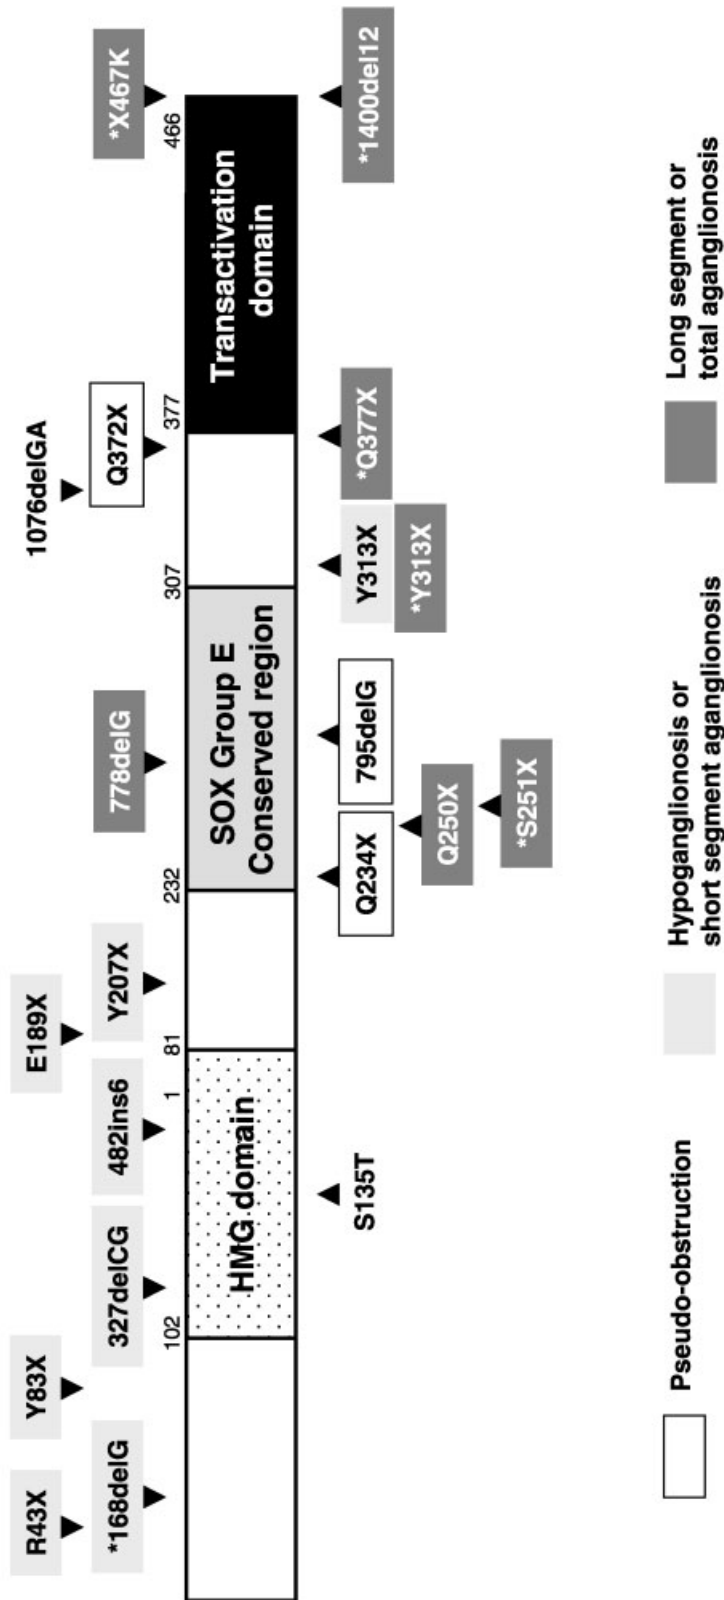 R43X
Y83X
E189X
1076delGA
*168delG
327delCG
482ins6
Y207X
778delG
Q372X
*X467K
102
1
81
232
307
377
466
HMG domain
SOX Group E
Conserved region
Transactivation
domain
S135T
Q234X
795delG
Y313X
*Q377X
*1400del12
Q250X
*Y313X
*S251X
Pseudo-obstruction
Hypoganglionosis or
short segment aganglionosis
Long segment or
total aganglionosis